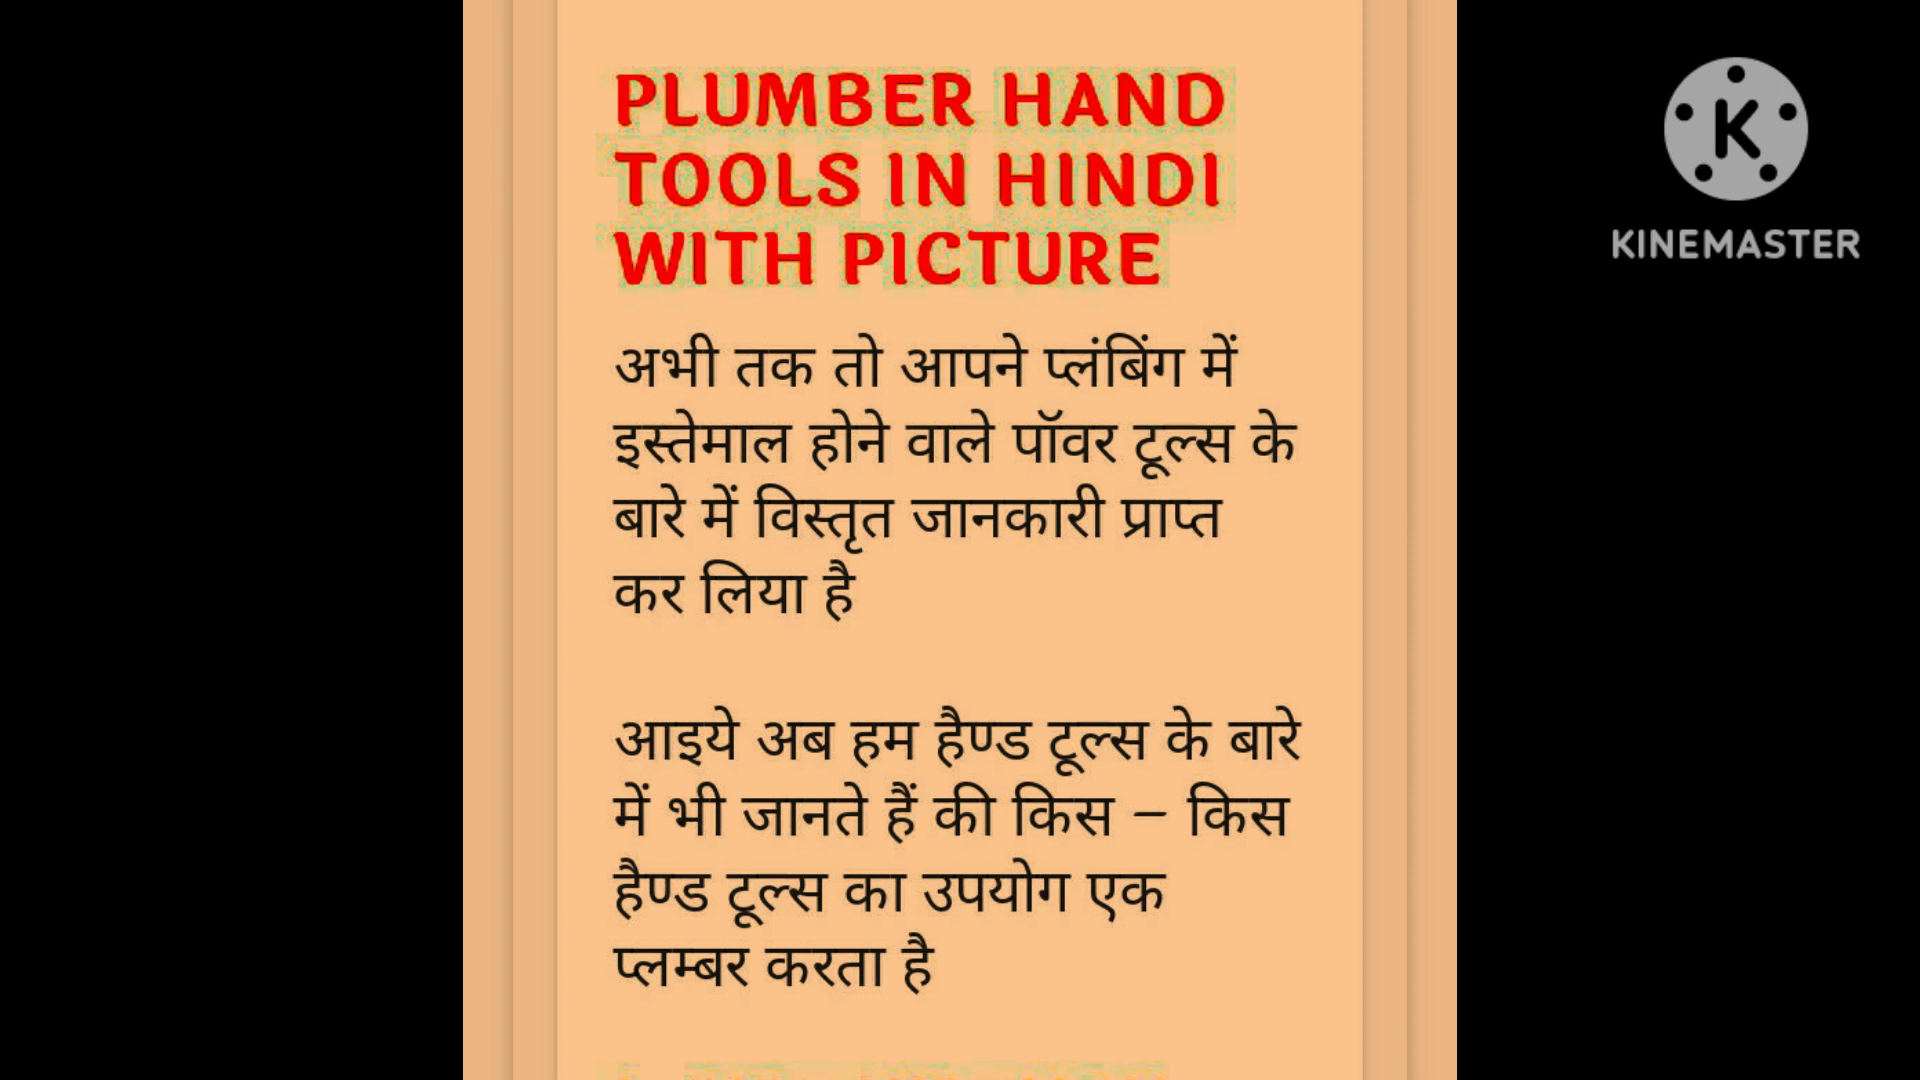 PLUMBER HAND
TOOLS IN HINDI
WITH PICTURE
अभी तक तो आपने प्लंबिंग में
इस्तेमाल होने वाले पॉवर टूल्स के
बारे में विस्तृत जानकारी प्राप्त
कर लिया है
आइये अब हम हैण्ड टूल्स के बारे
में भी जानते हैं की किस – किस
हैण्ड टूल्स का उपयोग एक
प्लम्बर करता है
K
KINEMASTER